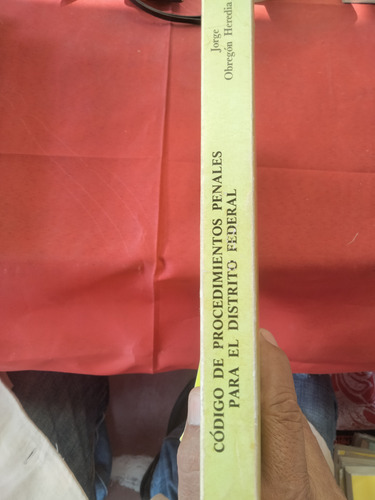 Jorge
Obregón Heredia
CÓDIGO DE PROCEDIMIENTOS PENALES
PARA EL DISTRITO FEDERAL